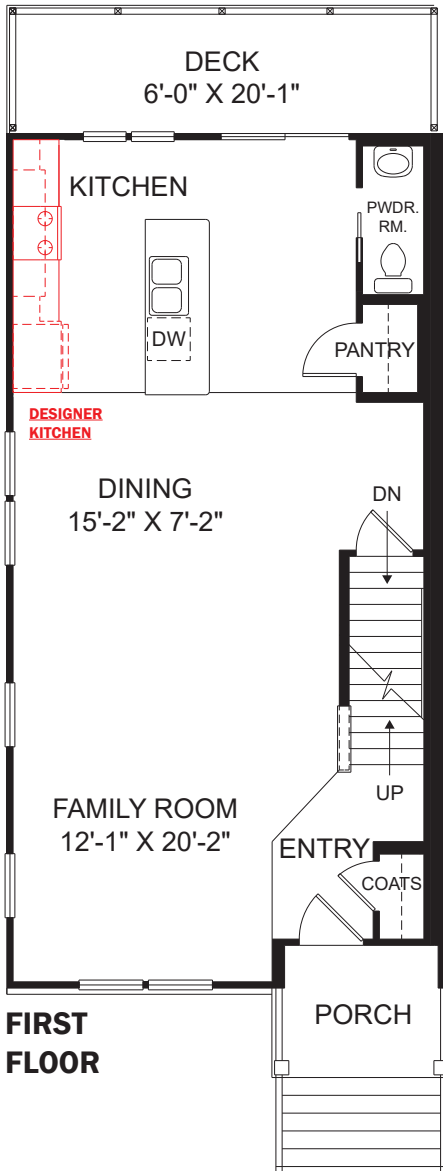 DECK
6'-0" X 20'-1"
KITCHEN
PWDR.
RM.
DW
PANTRY
DESIGNER
KITCHEN
DINING
15'-2" X 7'-2"
DN
UP
FAMILY ROOM
12'-1" X 20'-2"
ENTRY
COATS
PORCH
FIRST
FLOOR